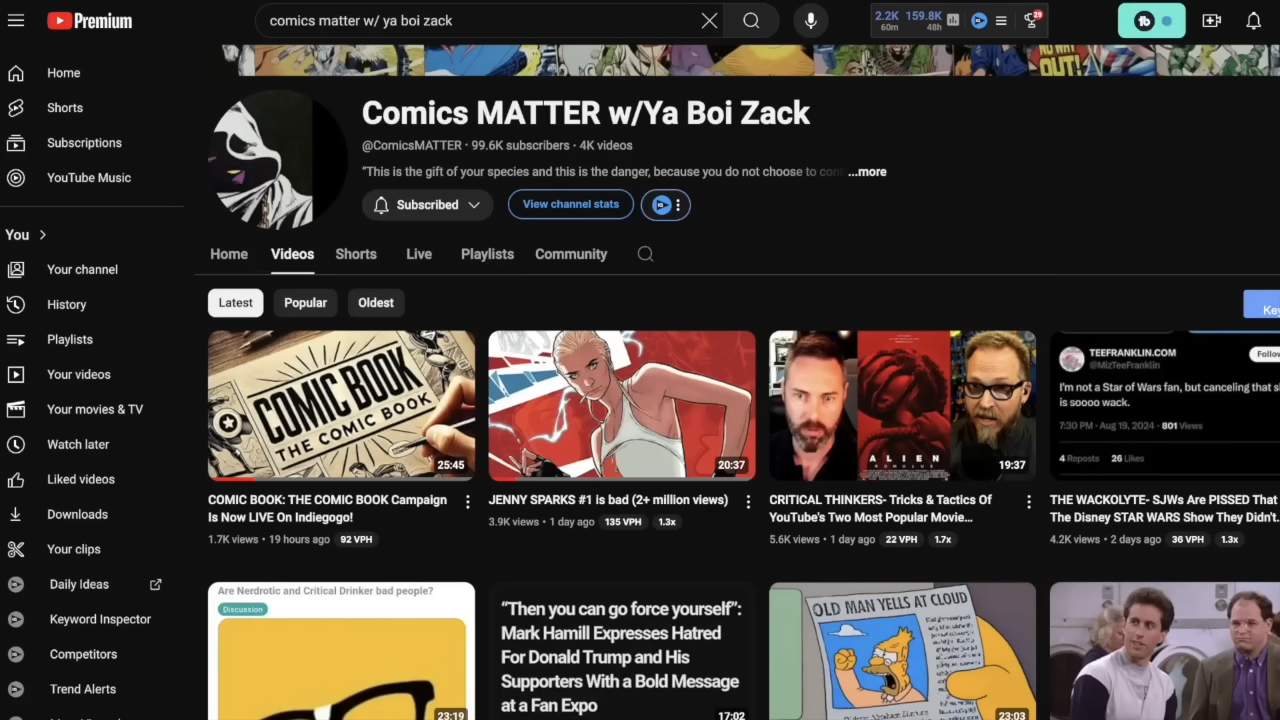 Premium
comics matter w/ ya boi zack
2.2K 159.8K
60m 48h
29
Comics MATTER w/Ya Boi Zack
@ComicsMATTER · 99.6K subscribers · 4K videos
"This is the gift of your species and this is the danger, because you do not choose to con ...more
Subscribed
View channel stats
Home Videos Shorts Live Playlists Community
Latest Popular Oldest
Key
Home
Shorts
Subscriptions
YouTube Music
You
Your channel
History
Playlists
Your videos
Your movies & TV
Watch later
Liked videos
Downloads
Your clips
Daily Ideas
Keyword Inspector
Competitors
Trend Alerts
COMIC BOOK
THE COMIC BOOK
25:45
COMIC BOOK: THE COMIC BOOK Campaign
Is Now LIVE On Indiegogo!
1.7K views · 19 hours ago 92 VPH
20:37
JENNY SPARKS #1 is bad (2+ million views)
3.9K views · 1 day ago 135 VPH 1.3x
ALIEN
ROMULUS
19:37
CRITICAL THINKERS- Tricks & Tactics Of
YouTube's Two Most Popular Movie...
5.6K views · 1 day ago 22 VPH 1.7x
TEEFRANKLIN.COM
@MizTeeFranklin
Follow
I'm not a Star of Wars fan, but canceling that s
is soooo wack.
7:30 PM · Aug 19, 2024 · 801 Views
4 Reposts 26 Likes
THE WACKOLYTE- SJWs Are PISSED That
The Disney STAR WARS Show They Didn't
4.2K views · 2 days ago 36 VPH 1.3x
Are Nerdrotic and Critical Drinker bad people?
Discussion
23:19
“Then you can go force yourself”:
Mark Hamill Expresses Hatred
For Donald Trump and His
Supporters With a Bold Message
at a Fan Expo
17:02
OLD MAN YELLS AT CLOUD
23:03
WAY
OUT!